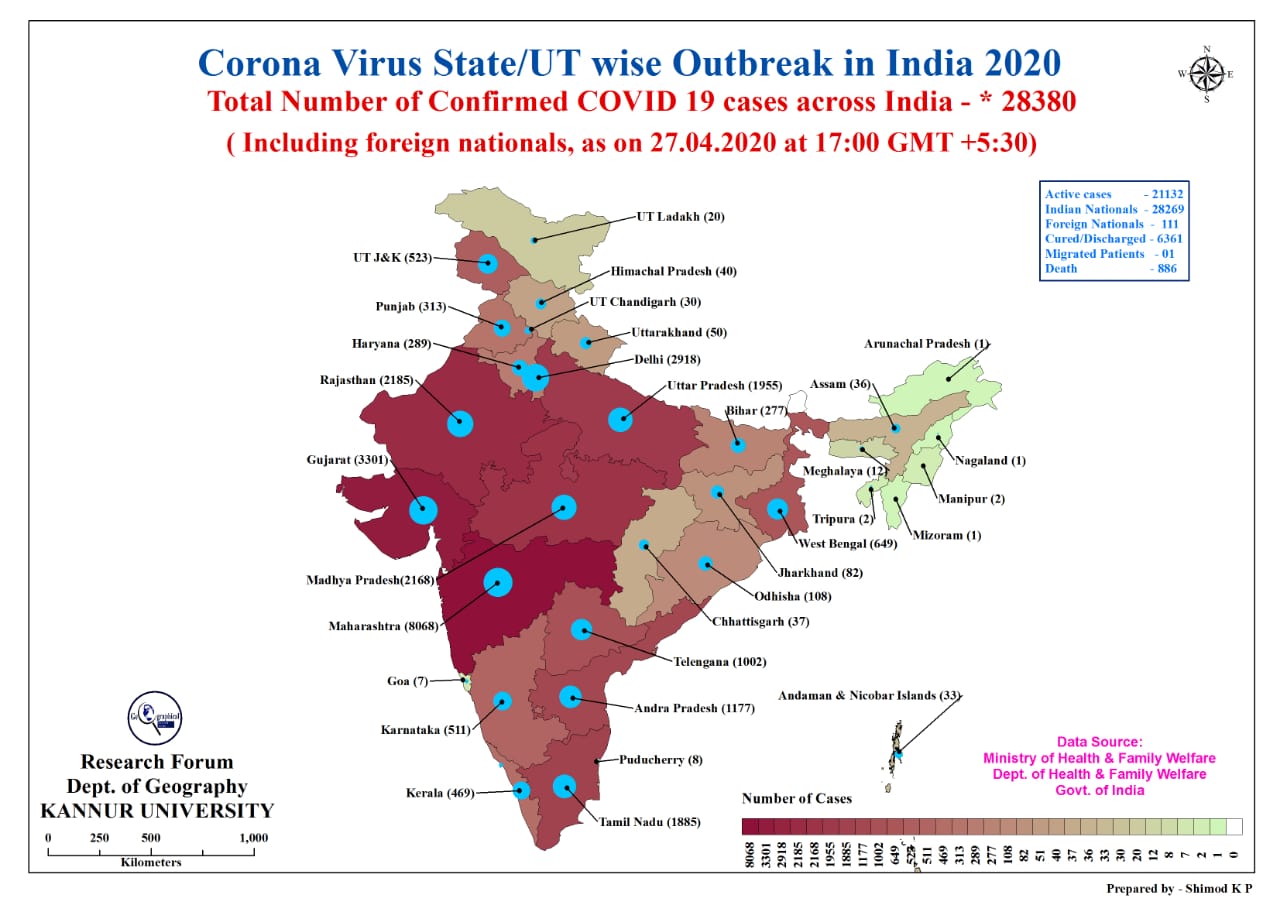 Corona Virus State/UT wise Outbreak in India 2020
Total Number of Confirmed COVID 19 cases across India - * 28380
( Including foreign nationals, as on 27.04.2020 at 17:00 GMT +5:30)
N
W
E
S
Active cases - 21132
Indian Nationals - 28269
Foreign Nationals - 111
Cured/Discharged - 6361
Migrated Patients - 01
Death - 886
UT Ladakh (20)
UT J&K (523)
Himachal Pradesh (40)
UT Chandigarh (30)
Punjab (313)
Uttarakhand (50)
Haryana (289)
Arunachal Pradesh (1)
Delhi (2918)
Rajasthan (2185)
Uttar Pradesh (1955)
Assam (36)
Bihar (277)
Gujarat (3301)
Nagaland (1)
Meghalaya (12)
Manipur (2)
Tripura (2)
Mizoram (1)
West Bengal (649)
Jharkhand (82)
Madhya Pradesh(2168)
Odhisha (108)
Chhattisgarh (37)
Maharashtra (8068)
Telengana (1002)
Goa (7)
Andaman & Nicobar Islands (33)
Andra Pradesh (1177)
Karnataka (511)
Puducherry (8)
Kerala (469)
Tamil Nadu (1885)
Geographical
Research Forum
Dept. of Geography
KANNUR UNIVERSITY
0 250 500 1,000
Kilometers
Data Source:
Ministry of Health & Family Welfare
Dept. of Health & Family Welfare
Govt. of India
Number of Cases
8068 3301 2918 2185 2168 1955 1885 1177 1002 649 523 511 469 313 289 277 108 82 51 40 37 36 33 30 20 12 8 7 2 1 0
Prepared by - Shimod K P